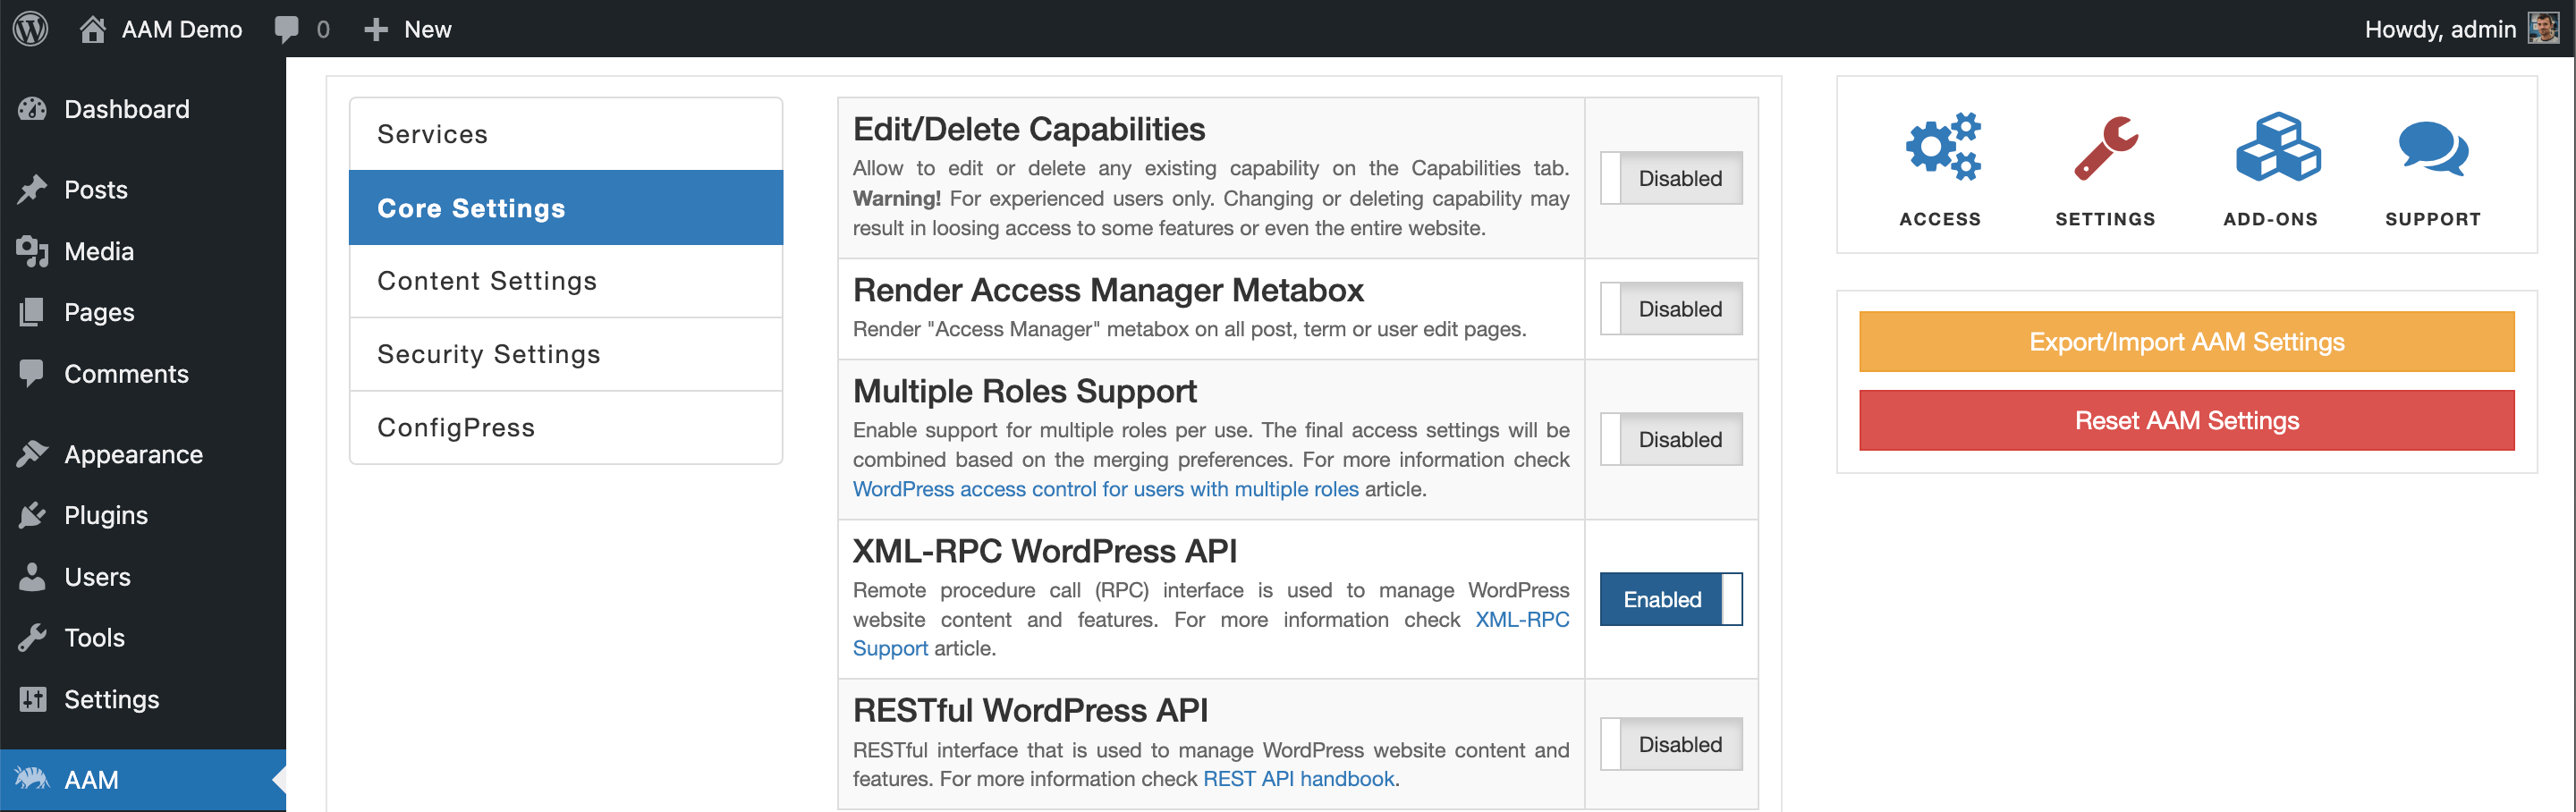 AAM Demo
0
New
Howdy, admin
Dashboard
Posts
Media
Pages
Comments
Appearance
Plugins
Users
Tools
Settings
AAM
Services
Core Settings
Content Settings
Security Settings
ConfigPress
Edit/Delete Capabilities
Allow to edit or delete any existing capability on the Capabilities tab.
Warning! For experienced users only. Changing or deleting capability may
result in loosing access to some features or even the entire website.
Disabled
Render Access Manager Metabox
Render "Access Manager" metabox on all post, term or user edit pages.
Disabled
Multiple Roles Support
Enable support for multiple roles per use. The final access settings will be
combined based on the merging preferences. For more information check
WordPress access control for users with multiple roles article.
Disabled
XML-RPC WordPress API
Remote procedure call (RPC) interface is used to manage WordPress
website content and features. For more information check XML-RPC
Support article.
Enabled
RESTful WordPress API
RESTful interface that is used to manage WordPress website content and
features. For more information check REST API handbook.
Disabled
ACCESS
SETTINGS
ADD-ONS
SUPPORT
Export/Import AAM Settings
Reset AAM Settings